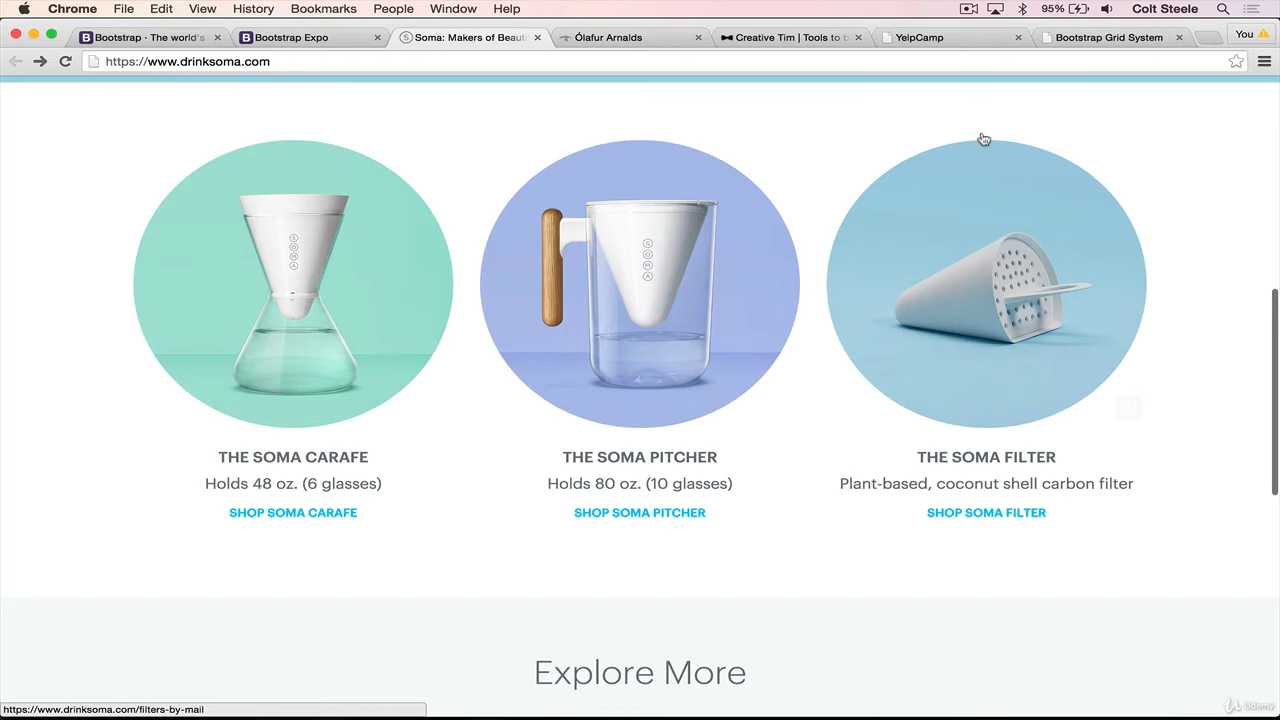 Chrome File Edit View History Bookmarks People Window Help 95% Colt Steele
Bootstrap · The world's Bootstrap Expo Soma: Makers of Beaut Ólafur Arnalds Creative Tim | Tools to b YelpCamp Bootstrap Grid System You
https://www.drinksoma.com
SOMA
SOMA
THE SOMA CARAFE
Holds 48 oz. (6 glasses)
SHOP SOMA CARAFE
THE SOMA PITCHER
Holds 80 oz. (10 glasses)
SHOP SOMA PITCHER
THE SOMA FILTER
Plant-based, coconut shell carbon filter
SHOP SOMA FILTER
Explore More
https://www.drinksoma.com/filters-by-mail
Udemy